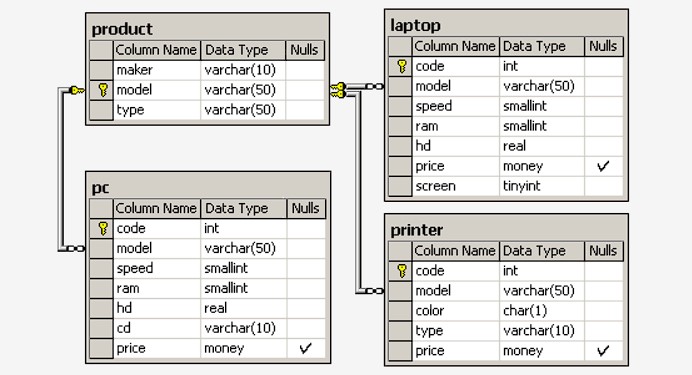 product
Column Name Data Type Nulls
maker varchar(10)
model varchar(50)
type varchar(50)
laptop
Column Name Data Type Nulls
code int
model varchar(50)
speed smallint
ram smallint
hd real
price money ✓
screen tinyint
pc
Column Name Data Type Nulls
code int
model varchar(50)
speed smallint
ram smallint
hd real
cd varchar(10)
price money ✓
printer
Column Name Data Type Nulls
code int
model varchar(50)
color char(1)
type varchar(10)
price money ✓